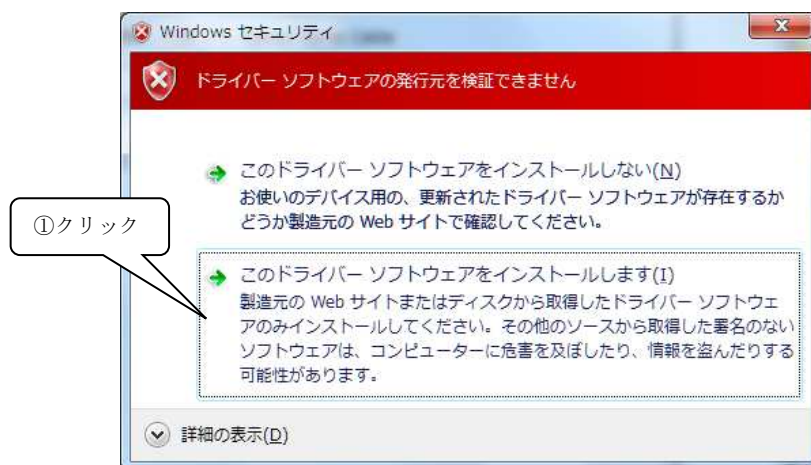 Windows セキュリティ
ドライバー ソフトウェアの発行元を検証できません
このドライバー ソフトウェアをインストールしない(N)
お使いのデバイス用の、更新されたドライバー ソフトウェアが存在するか
どうか製造元の Web サイトで確認してください。
①クリック
このドライバー ソフトウェアをインストールします(I)
製造元の Web サイトまたはディスクから取得したドライバー ソフトウェ
アのみインストールしてください。その他のソースから取得した署名のない
ソフトウェアは、コンピューターに危害を及ぼしたり、情報を盗んだりする
可能性があります。
詳細の表示(D)